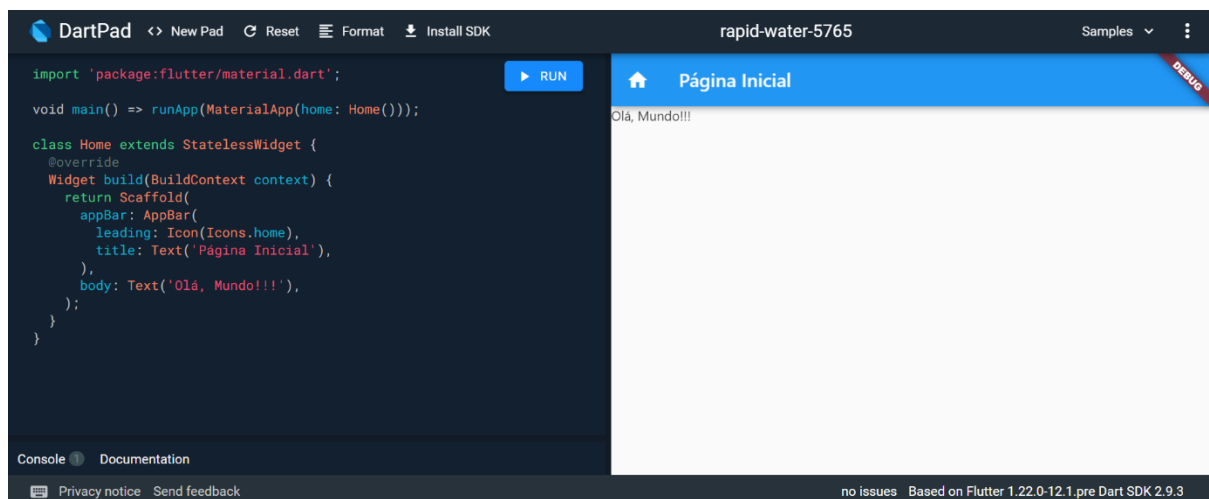 DartPad <> New Pad Reset Format Install SDK rapid-water-5765 Samples
import 'package:flutter/material.dart';
RUN
void main() => runApp(MaterialApp(home: Home()));
class Home extends StatelessWidget {
@override
Widget build(BuildContext context) {
return Scaffold(
appBar: AppBar(
leading: Icon(Icons.home),
title: Text('Página Inicial'),
),
body: Text('Olá, Mundo!!!'),
);
}
}
Console 1 Documentation
Página Inicial
DEBUG
Olá, Mundo!!!
Privacy notice Send feedback
no issues Based on Flutter 1.22.0-12.1.pre Dart SDK 2.9.3